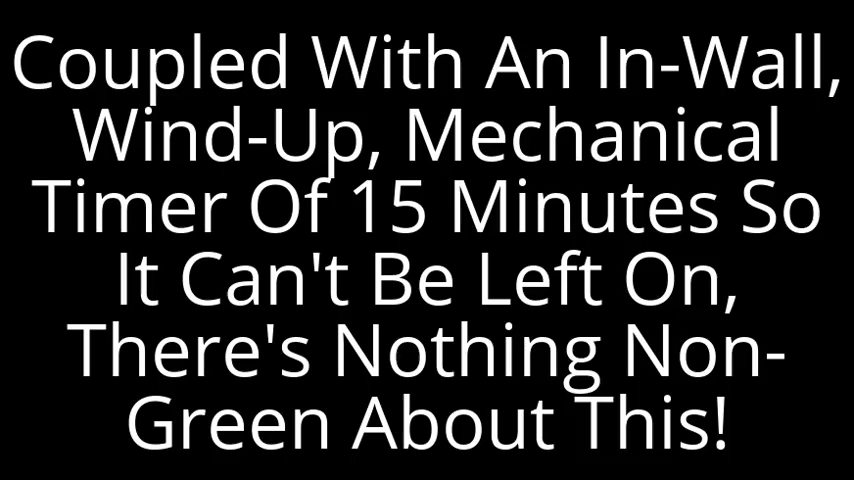 Coupled With An In-Wall,
Wind-Up, Mechanical
Timer Of 15 Minutes So
It Can't Be Left On,
There's Nothing Non-
Green About This!